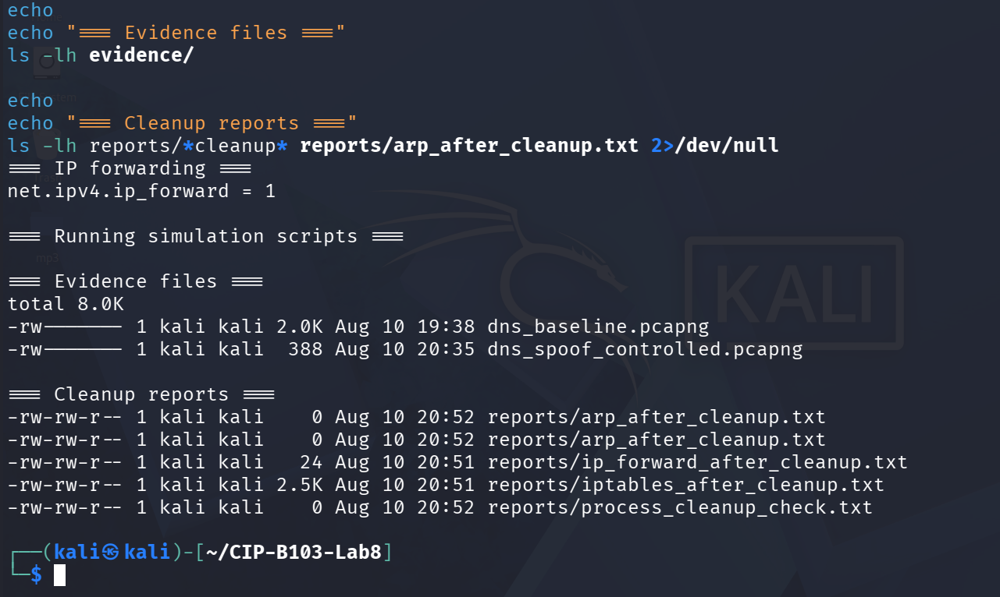 echo
echo "=== Evidence files ==="
ls -lh evidence/
echo
echo "=== Cleanup reports ==="
ls -lh reports/*cleanup* reports/arp_after_cleanup.txt 2>/dev/null
=== IP forwarding ===
net.ipv4.ip_forward = 1
=== Running simulation scripts ===
mp3
=== Evidence files ===
total 8.0K
-rw------- 1 kali kali 2.0K Aug 10 19:38 dns_baseline.pcapng
-rw------- 1 kali kali  388 Aug 10 20:35 dns_spoof_controlled.pcapng
=== Cleanup reports ===
-rw-rw-r-- 1 kali kali    0 Aug 10 20:52 reports/arp_after_cleanup.txt
-rw-rw-r-- 1 kali kali    0 Aug 10 20:52 reports/arp_after_cleanup.txt
-rw-rw-r-- 1 kali kali   24 Aug 10 20:51 reports/ip_forward_after_cleanup.txt
-rw-rw-r-- 1 kali kali 2.5K Aug 10 20:51 reports/iptables_after_cleanup.txt
-rw-rw-r-- 1 kali kali    0 Aug 10 20:52 reports/process_cleanup_check.txt
KALI
┌──(kali㉿kali)-[~/CIP-B103-Lab8]
└─$